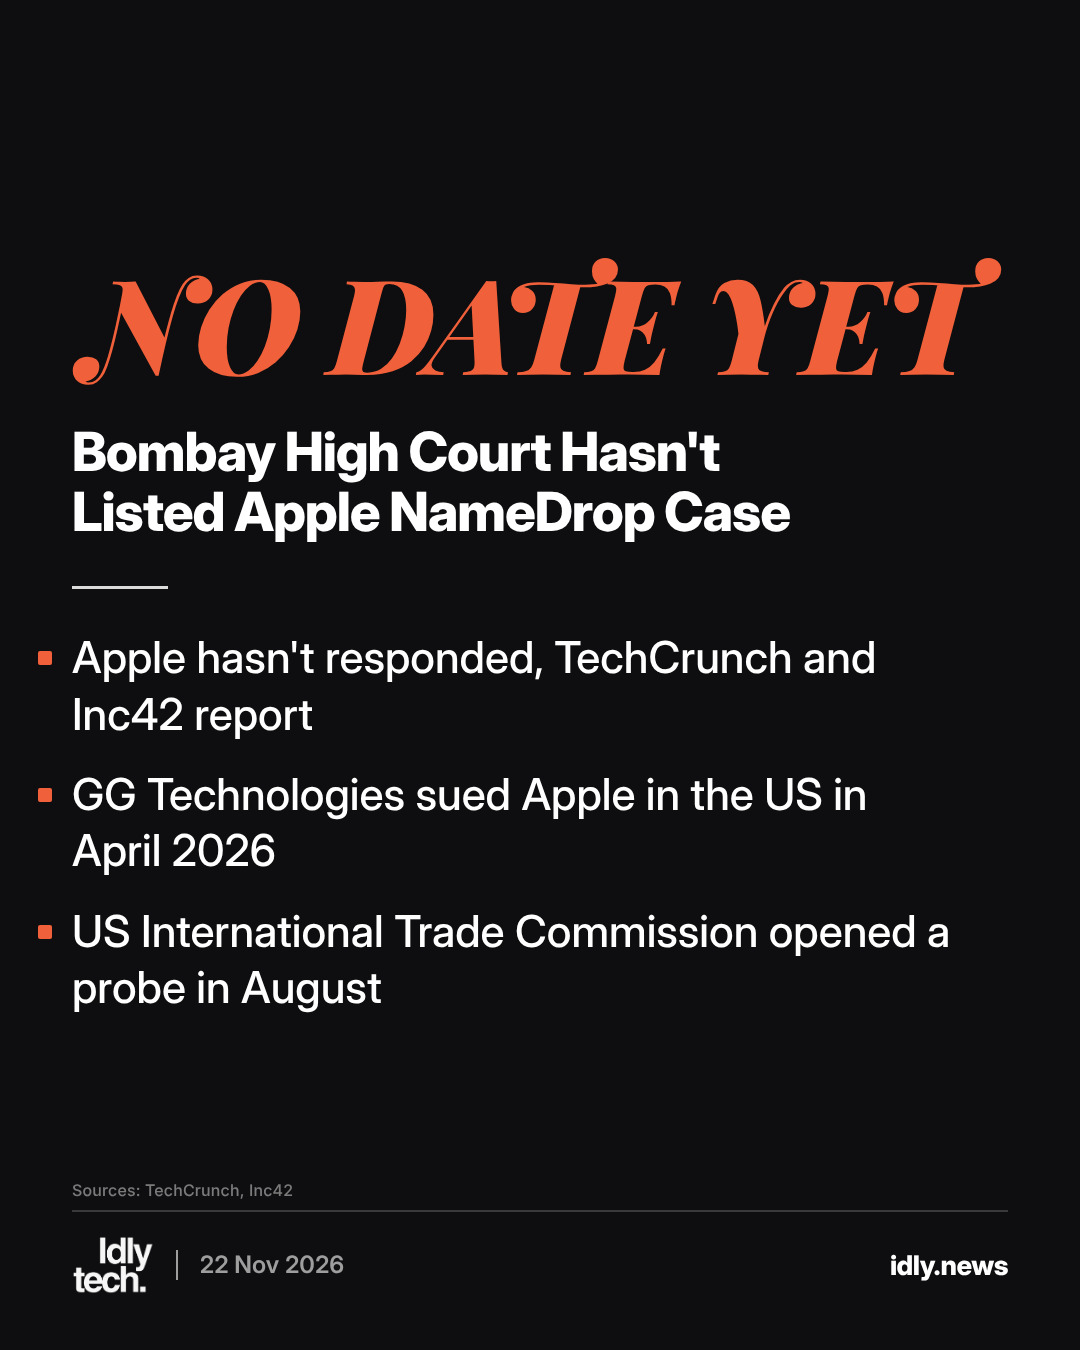 NO DATE YET
Bombay High Court Hasn't
Listed Apple NameDrop Case
Apple hasn't responded, TechCrunch and
Inc42 report
GG Technologies sued Apple in the US in
April 2026
US International Trade Commission opened a
probe in August
Sources: TechCrunch, Inc42
Idly
tech.
22 Nov 2026
idly.news